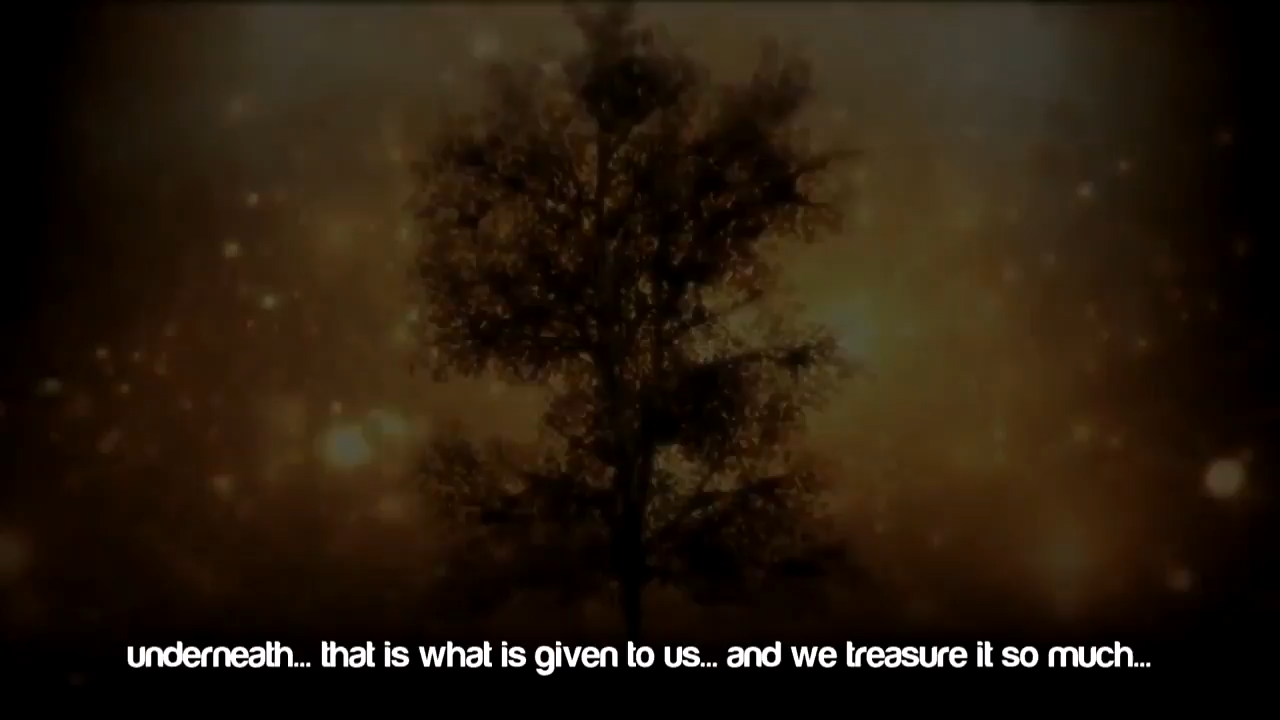 underneath... that is what is given to us... and we treasure it so much...